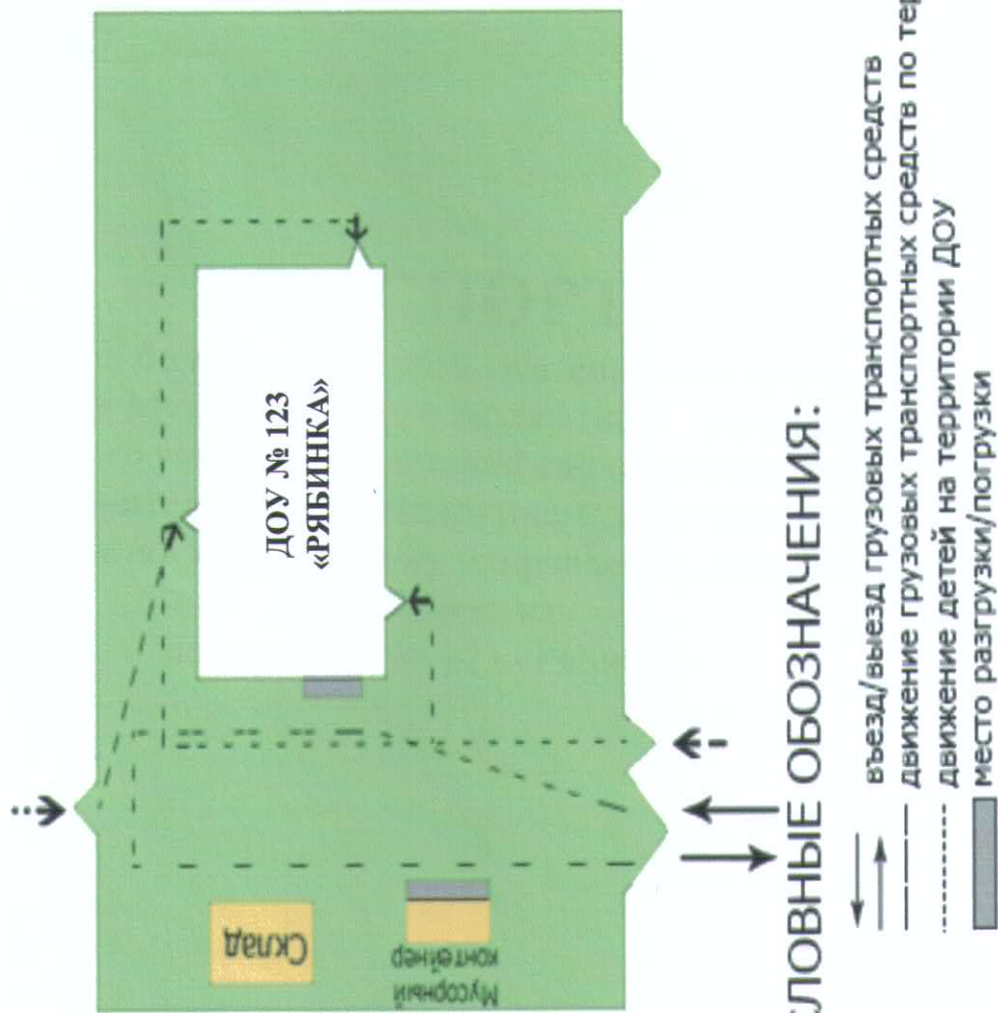 ДОУ № 123
«РЯБИНКА»
Склад
Мусорный
контейнер
СЛОВНЫЕ ОБОЗНАЧЕНИЯ:
въезд/выезд грузовых транспортных средств
движение грузовых транспортных средств по тер
движение детей на территории ДОУ
место разгрузки/погрузки